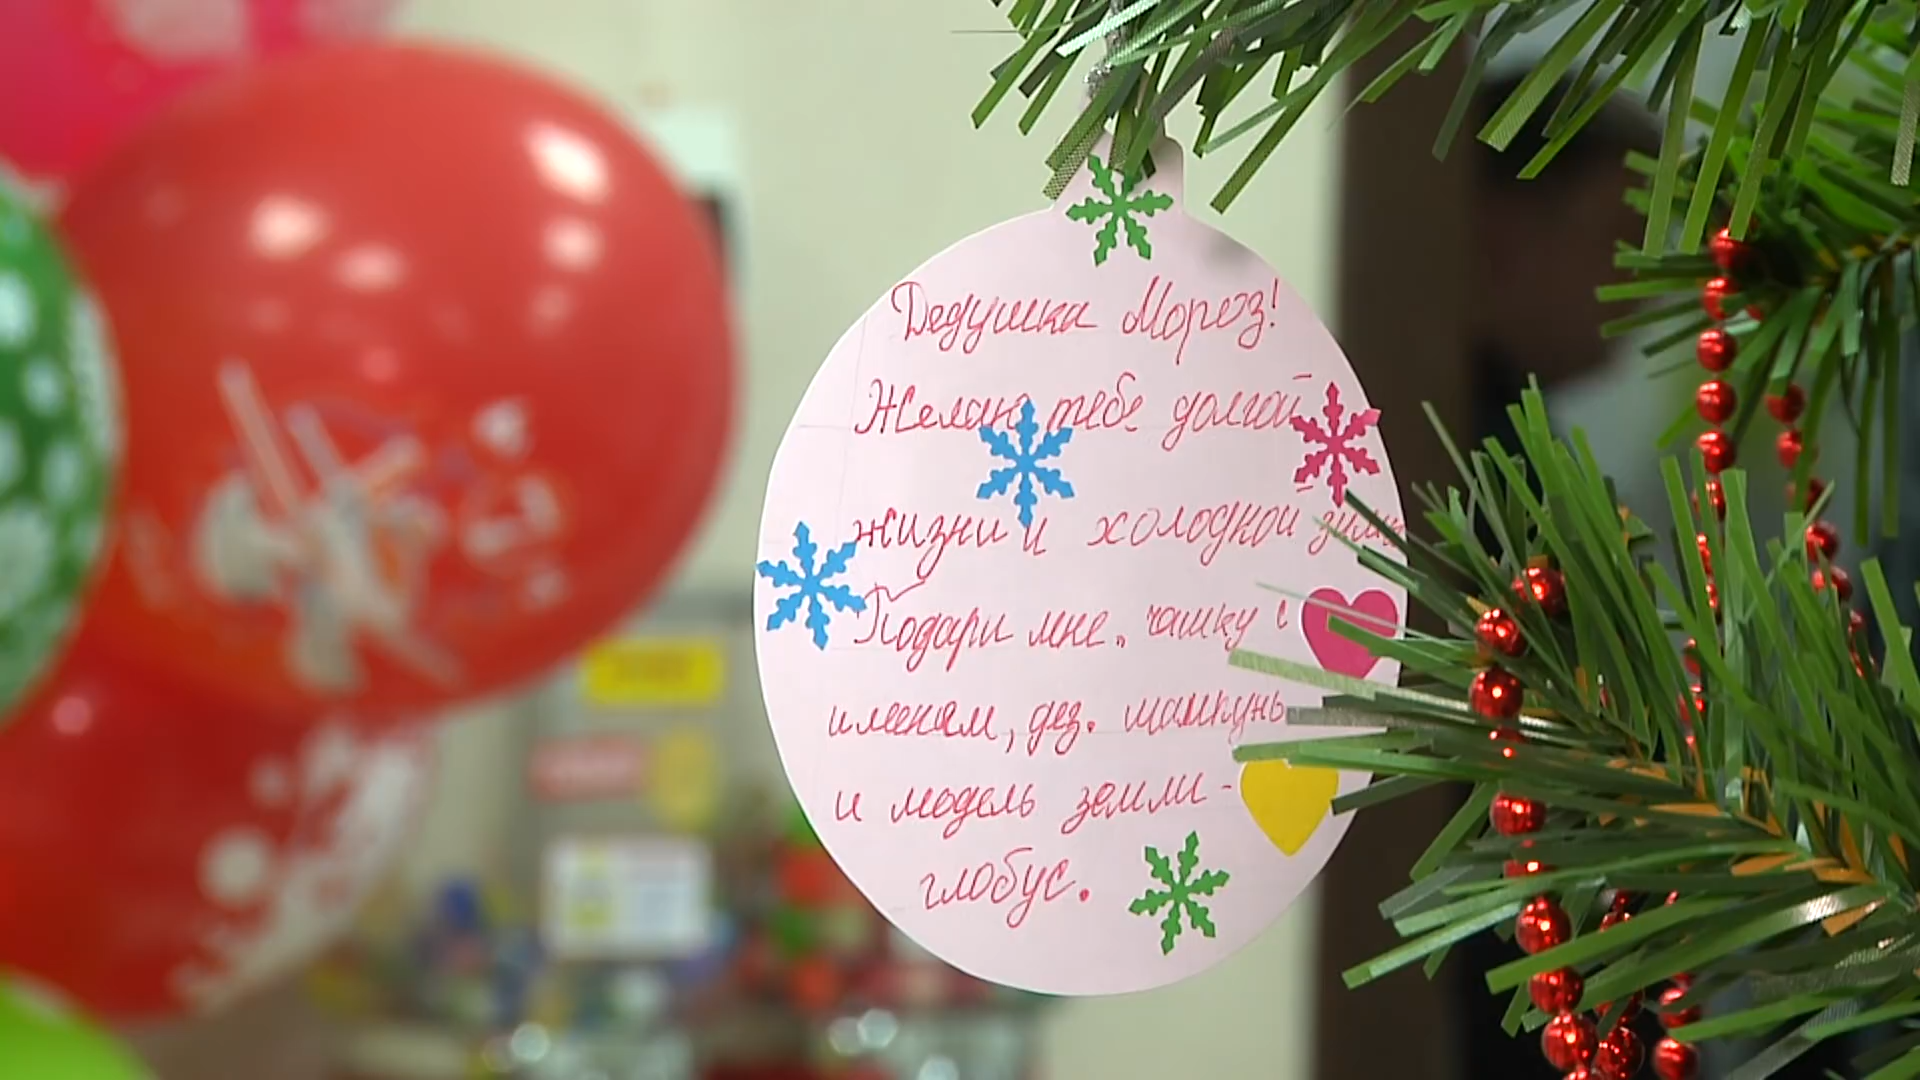 Дедушка Мороз!
Желаю тебе долгой
жизни и холодной
Подари мне чашку с
именем, дез. шампунь
и модель земли -
глобус.